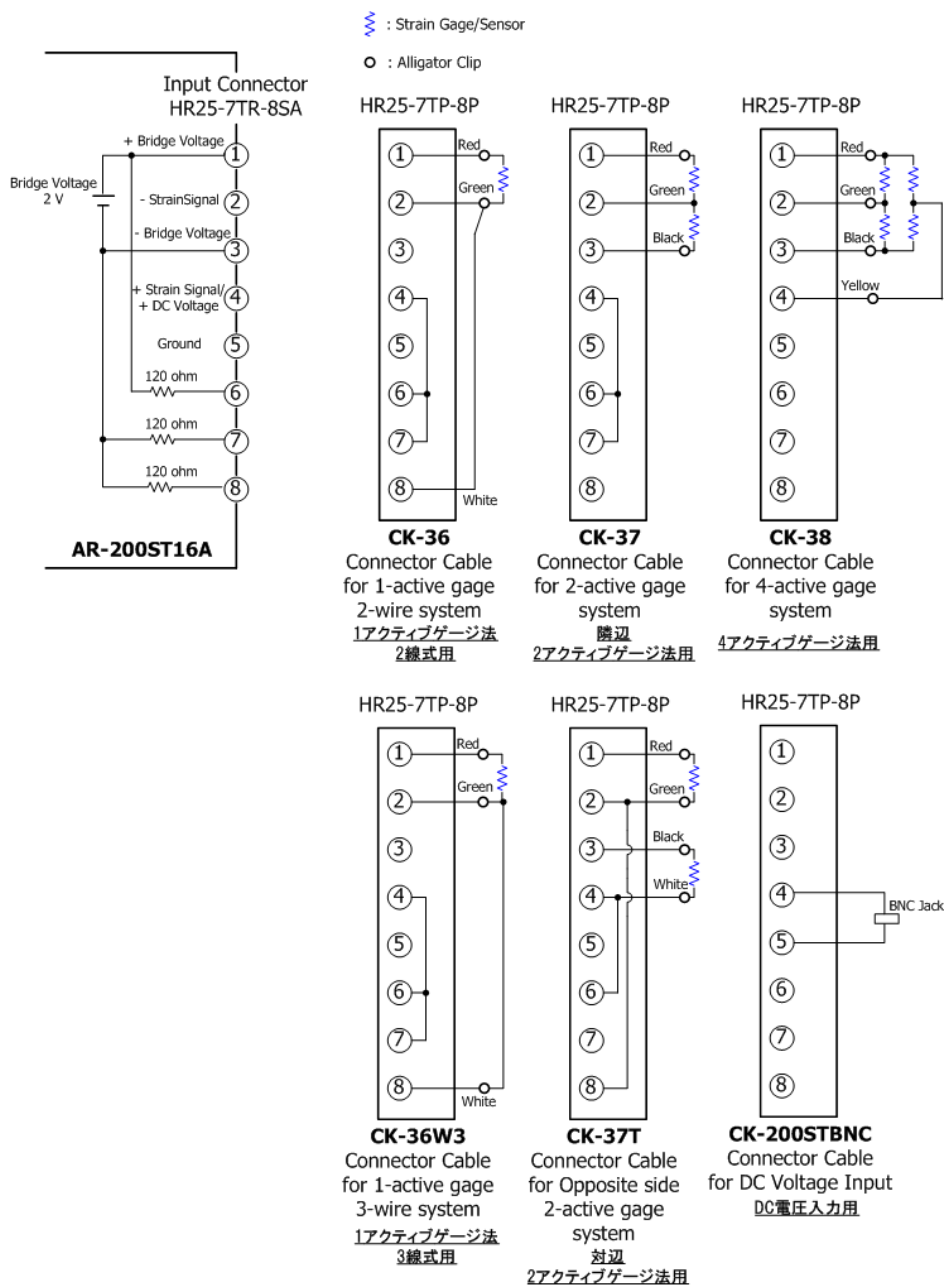 : Strain Gage/Sensor
: Alligator Clip
Input Connector
HR25-7TR-8SA
+ Bridge Voltage
1
Bridge Voltage
2 V
- StrainSignal
2
- Bridge Voltage
3
+ Strain Signal/
+ DC Voltage
4
Ground
5
120 ohm
6
120 ohm
7
120 ohm
8
AR-200ST16A
HR25-7TP-8P
1
Red
2
Green
3
4
5
6
7
8
White
CK-36
Connector Cable
for 1-active gage
2-wire system
1アクティブゲージ法
2線式用
HR25-7TP-8P
1
Red
2
Green
3
Black
4
5
6
7
8
CK-37
Connector Cable
for 2-active gage
system
隣辺
2アクティブゲージ法用
HR25-7TP-8P
1
Red
2
Green
3
Black
4
Yellow
5
6
7
8
CK-38
Connector Cable
for 4-active gage
system
4アクティブゲージ法用
HR25-7TP-8P
1
Red
2
Green
3
4
5
6
7
8
White
CK-36W3
Connector Cable
for 1-active gage
3-wire system
1アクティブゲージ法
3線式用
HR25-7TP-8P
1
Red
2
Green
3
Black
4
White
5
6
7
8
CK-37T
Connector Cable
for Opposite side
2-active gage
system
対辺
2アクティブゲージ法用
HR25-7TP-8P
1
2
3
4
BNC Jack
5
6
7
8
CK-200STBNC
Connector Cable
for DC Voltage Input
DC電圧入力用